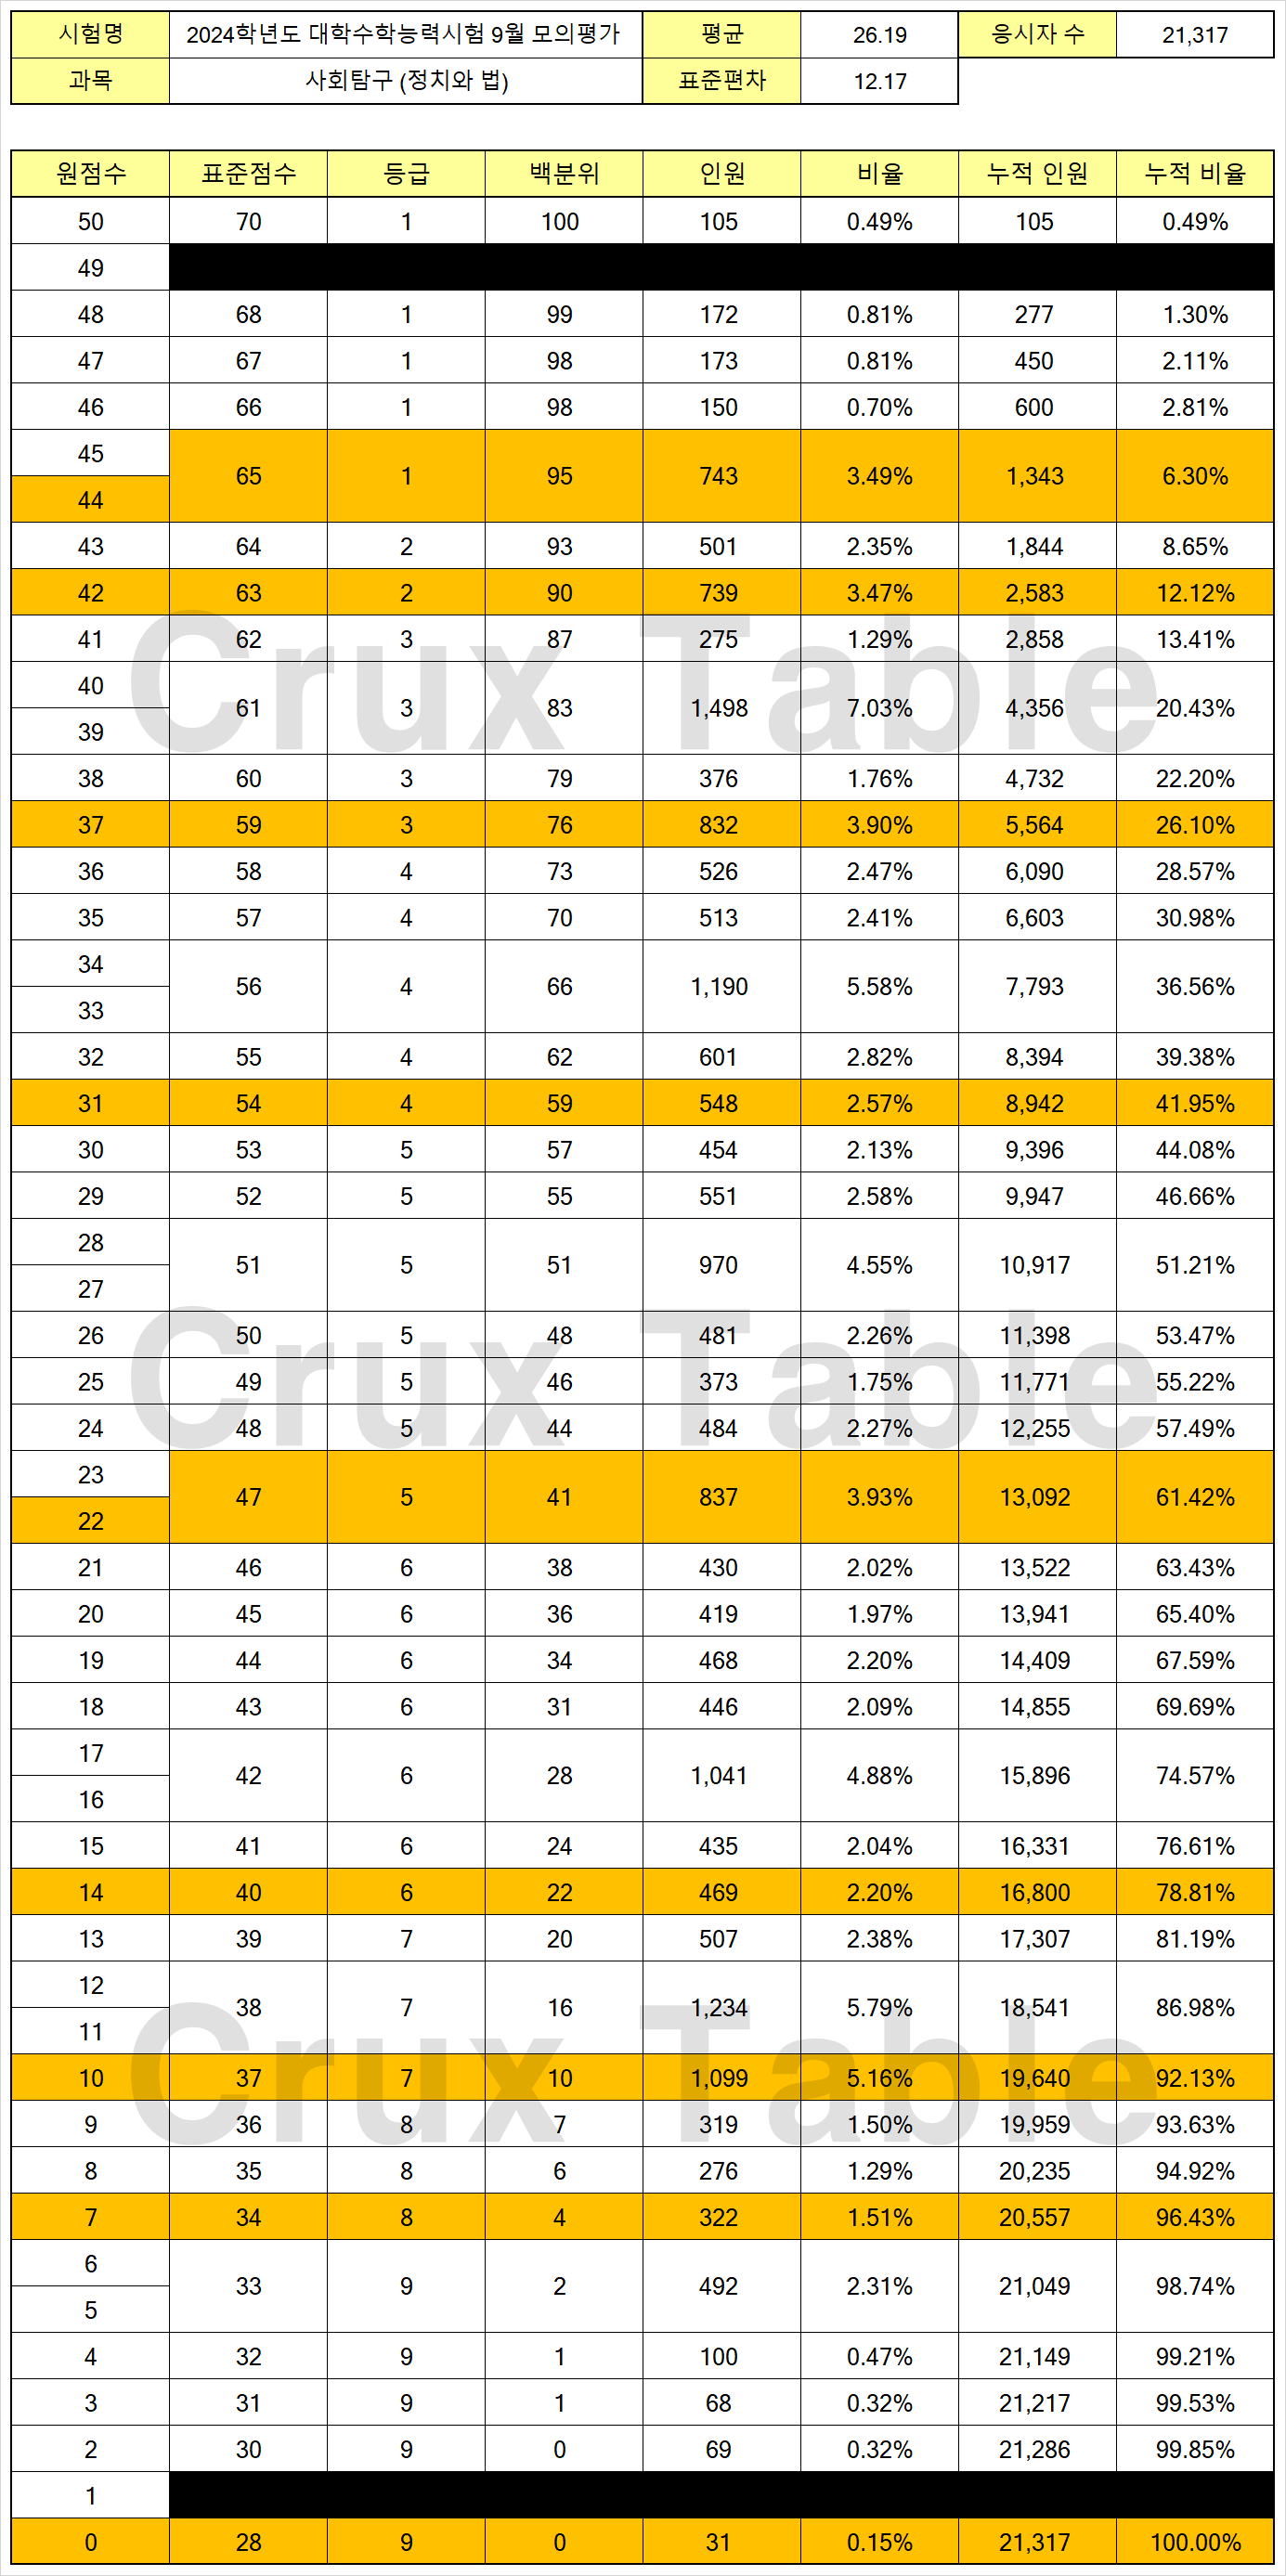 시험명 2024학년도 대학수학능력시험 9월 모의평가 평균 26.19 응시자 수 21,317
과목 사회탐구 (정치와 법) 표준편차 12.17
원점수 표준점수 등급 백분위 인원 비율 누적 인원 누적 비율
50 70 1 100 105 0.49% 105 0.49%
49
48 68 1 99 172 0.81% 277 1.30%
47 67 1 98 173 0.81% 450 2.11%
46 66 1 98 150 0.70% 600 2.81%
45
65 1 95 743 3.49% 1,343 6.30%
44
43 64 2 93 501 2.35% 1,844 8.65%
42 63 2 90 739 3.47% 2,583 12.12%
41 62 3 87 275 1.29% 2,858 13.41%
Crux Table
40
61 3 83 1,498 7.03% 4,356 20.43%
39
38 60 3 79 376 1.76% 4,732 22.20%
37 59 3 76 832 3.90% 5,564 26.10%
36 58 4 73 526 2.47% 6,090 28.57%
35 57 4 70 513 2.41% 6,603 30.98%
34
56 4 66 1,190 5.58% 7,793 36.56%
33
32 55 4 62 601 2.82% 8,394 39.38%
31 54 4 59 548 2.57% 8,942 41.95%
30 53 5 57 454 2.13% 9,396 44.08%
29 52 5 55 551 2.58% 9,947 46.66%
28
51 5 51 970 4.55% 10,917 51.21%
27
26 50 5 48 481 2.26% 11,398 53.47%
25 49 5 46 373 1.75% 11,771 55.22%
Crux Table
24 48 5 44 484 2.27% 12,255 57.49%
23
47 5 41 837 3.93% 13,092 61.42%
22
21 46 6 38 430 2.02% 13,522 63.43%
20 45 6 36 419 1.97% 13,941 65.40%
19 44 6 34 468 2.20% 14,409 67.59%
18 43 6 31 446 2.09% 14,855 69.69%
17
42 6 28 1,041 4.88% 15,896 74.57%
16
15 41 6 24 435 2.04% 16,331 76.61%
14 40 6 22 469 2.20% 16,800 78.81%
13 39 7 20 507 2.38% 17,307 81.19%
12
38 7 16 1,234 5.79% 18,541 86.98%
11
Crux Table
10 37 7 10 1,099 5.16% 19,640 92.13%
9 36 8 7 319 1.50% 19,959 93.63%
8 35 8 6 276 1.29% 20,235 94.92%
7 34 8 4 322 1.51% 20,557 96.43%
6
33 9 2 492 2.31% 21,049 98.74%
5
4 32 9 1 100 0.47% 21,149 99.21%
3 31 9 1 68 0.32% 21,217 99.53%
2 30 9 0 69 0.32% 21,286 99.85%
1
0 28 9 0 31 0.15% 21,317 100.00%